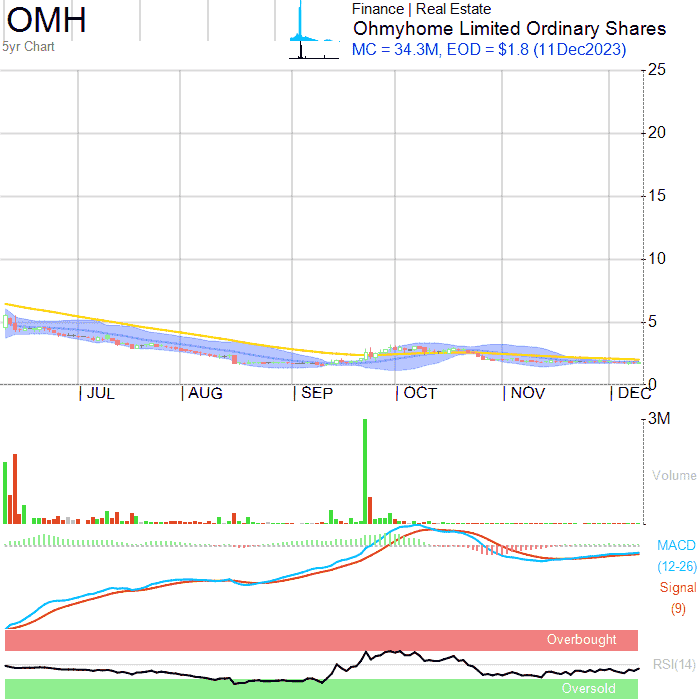 OMH
5yr Chart
Finance | Real Estate
Ohmyhome Limited Ordinary Shares
MC = 34.3M, EOD = $1.8 (11Dec2023)
25
20
15
10
5
0
JUL
AUG
SEP
OCT
NOV
DEC
3M
Volume
MACD
(12-26)
Signal
(9)
Overbought
RSI(14)
Oversold